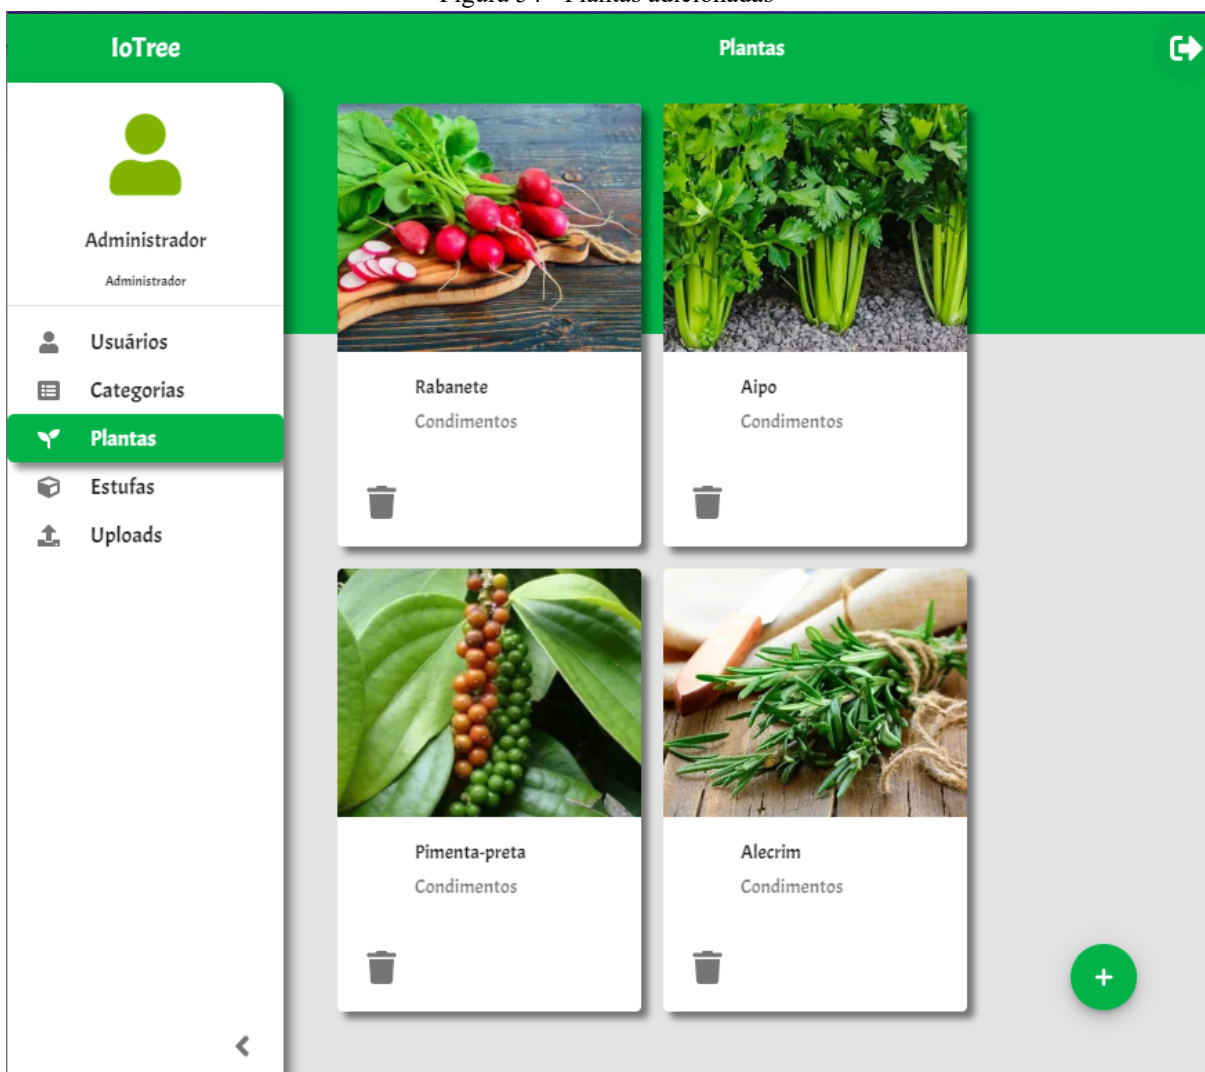 IoTree
Plantas
Administrador
Administrador
Usuários
Categorias
Plantas
Estufas
Uploads
Rabanete
Condimentos
Aipo
Condimentos
Pimenta-preta
Condimentos
Alecrim
Condimentos